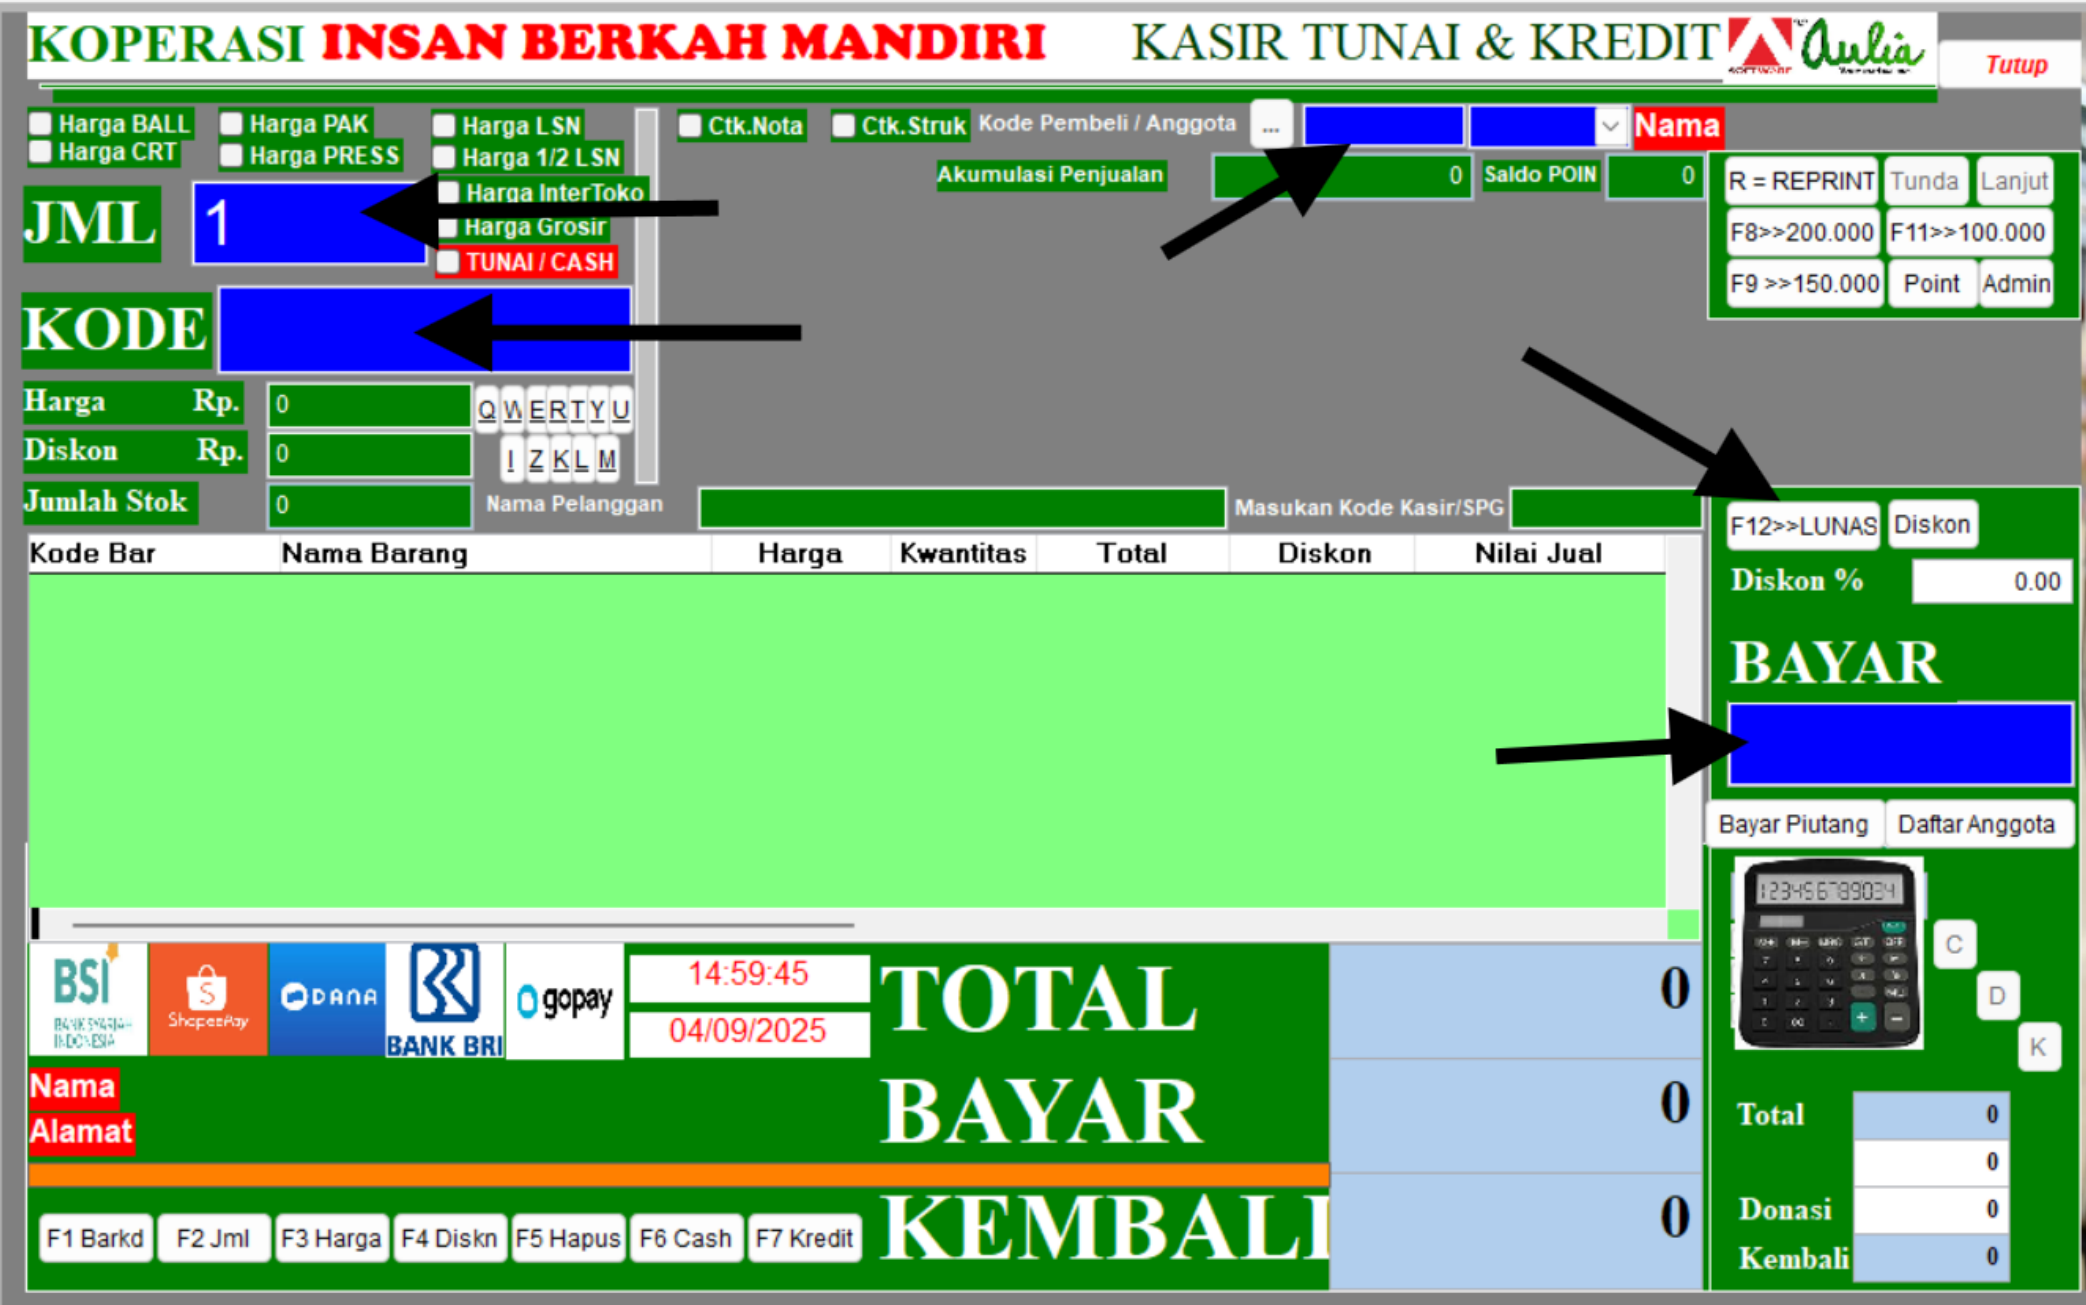 KOPERASI INSAN BERKAH MANDIRI KASIR TUNAI & KREDIT SOFTWARE Aulia Tutup
Harga BALL Harga PAK Harga LSN Ctk.Nota Ctk.Struk Kode Pembeli / Anggota ... Nama
Harga CRT Harga PRESS Harga 1/2 LSN
Akumulasi Penjualan 0 Saldo POIN 0
R = REPRINT Tunda Lanjut
Harga InterToko
JML 1
Harga Grosir
F8>>200.000 F11>>100.000
TUNAI / CASH
F9 >>150.000 Point Admin
KODE
Harga Rp. 0 Q W E R T Y U
Diskon Rp. 0 I Z K L M
Jumlah Stok 0 Nama Pelanggan Masukan Kode Kasir/SPG
F12>>LUNAS Diskon
Kode Bar Nama Barang Harga Kwantitas Total Diskon Nilai Jual
Diskon % 0.00
BAYAR
Bayar Piutang Daftar Anggota
123456789034
C
D
K
BSI
BANK SYARIAH
INDONESIA
S
ShopeePay
DANA
BANK BRI
gopay
14:59:45
04/09/2025
TOTAL 0
Nama
Alamat
BAYAR 0
KEMBALI 0
F1 Barkd F2 Jml F3 Harga F4 Diskn F5 Hapus F6 Cash F7 Kredit
Total 0
0
Donasi 0
Kembali 0